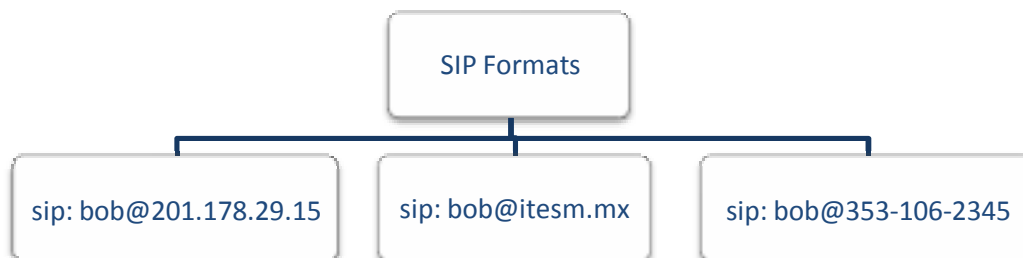 SIP Formats
sip: bob@201.178.29.15
sip: bob@itesm.mx
sip: bob@353-106-2345